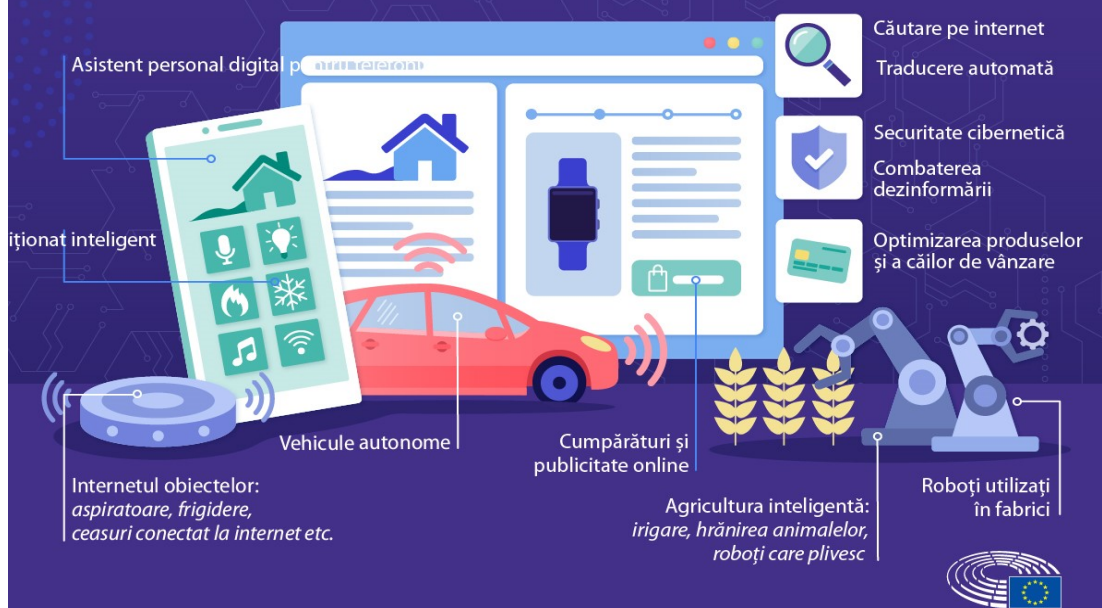 Căutare pe internet
Asistent personal digital pentru
Traducere automată
Securitate cibernetică
Combaterea
dezinformării
iționat inteligent
Optimizarea produselor
și a căilor de vânzare
Vehicule autonome
Cumpărături și
publicitate online
Internetul obiectelor:
aspiratoare, frigidere,
ceasuri conectat la internet etc.
Agricultura inteligentă:
irigare, hrănirea animalelor,
roboți care plivesc
Roboți utilizați
în fabrici